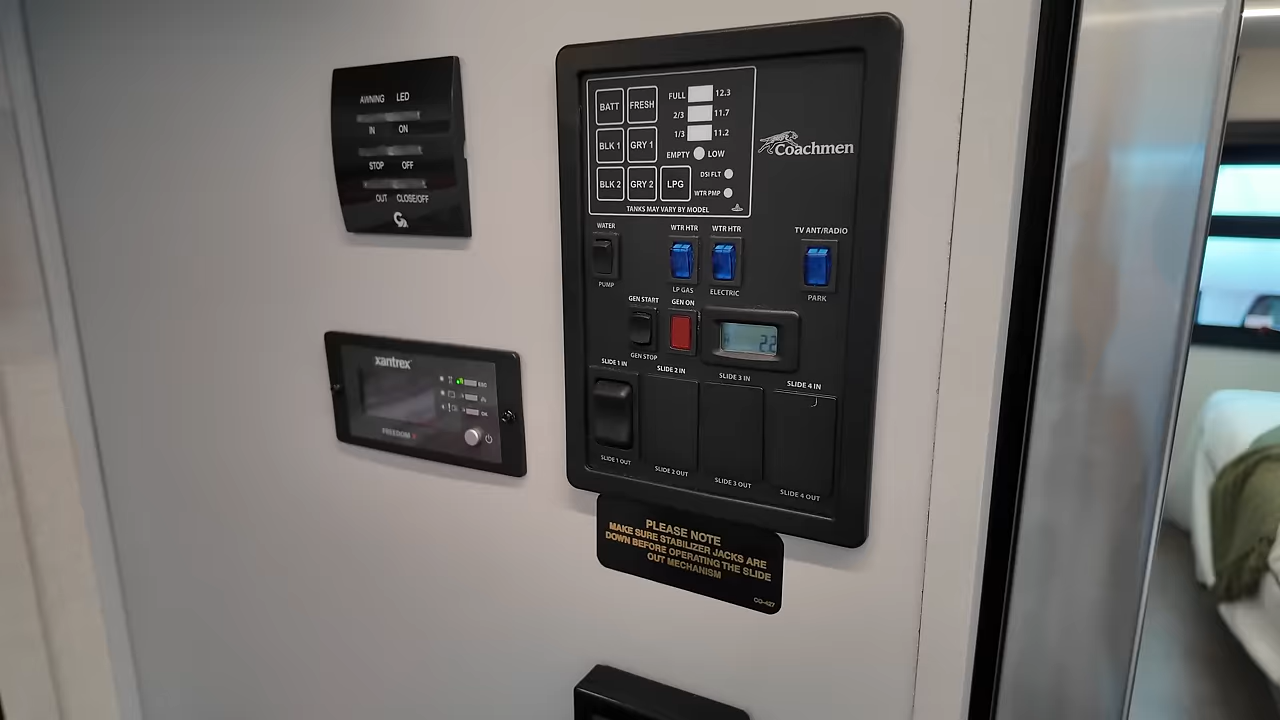 AWNING LED
IN ON
STOP OFF
OUT CLOSE/OFF
xantrex
ESC
OK
FREEDOM
BATT FRESH
BLK 1 GRY 1
BLK 2 GRY 2 LPG
FULL 12.3
2/3 11.7
1/3 11.2
EMPTY LOW
DSI FLT
WTR PMP
TANKS MAY VARY BY MODEL
Coachmen
WATER
PUMP
WTR HTR
LP GAS
WTR HTR
ELECTRIC
TV ANT/RADIO
PARK
GEN START
GEN STOP
GEN ON
22
SLIDE 1 IN
SLIDE 2 IN
SLIDE 3 IN
SLIDE 4 IN
SLIDE 1 OUT
SLIDE 2 OUT
SLIDE 3 OUT
SLIDE 4 OUT
PLEASE NOTE
MAKE SURE STABILIZER JACKS ARE
DOWN BEFORE OPERATING THE SLIDE
OUT MECHANISM
CO-427